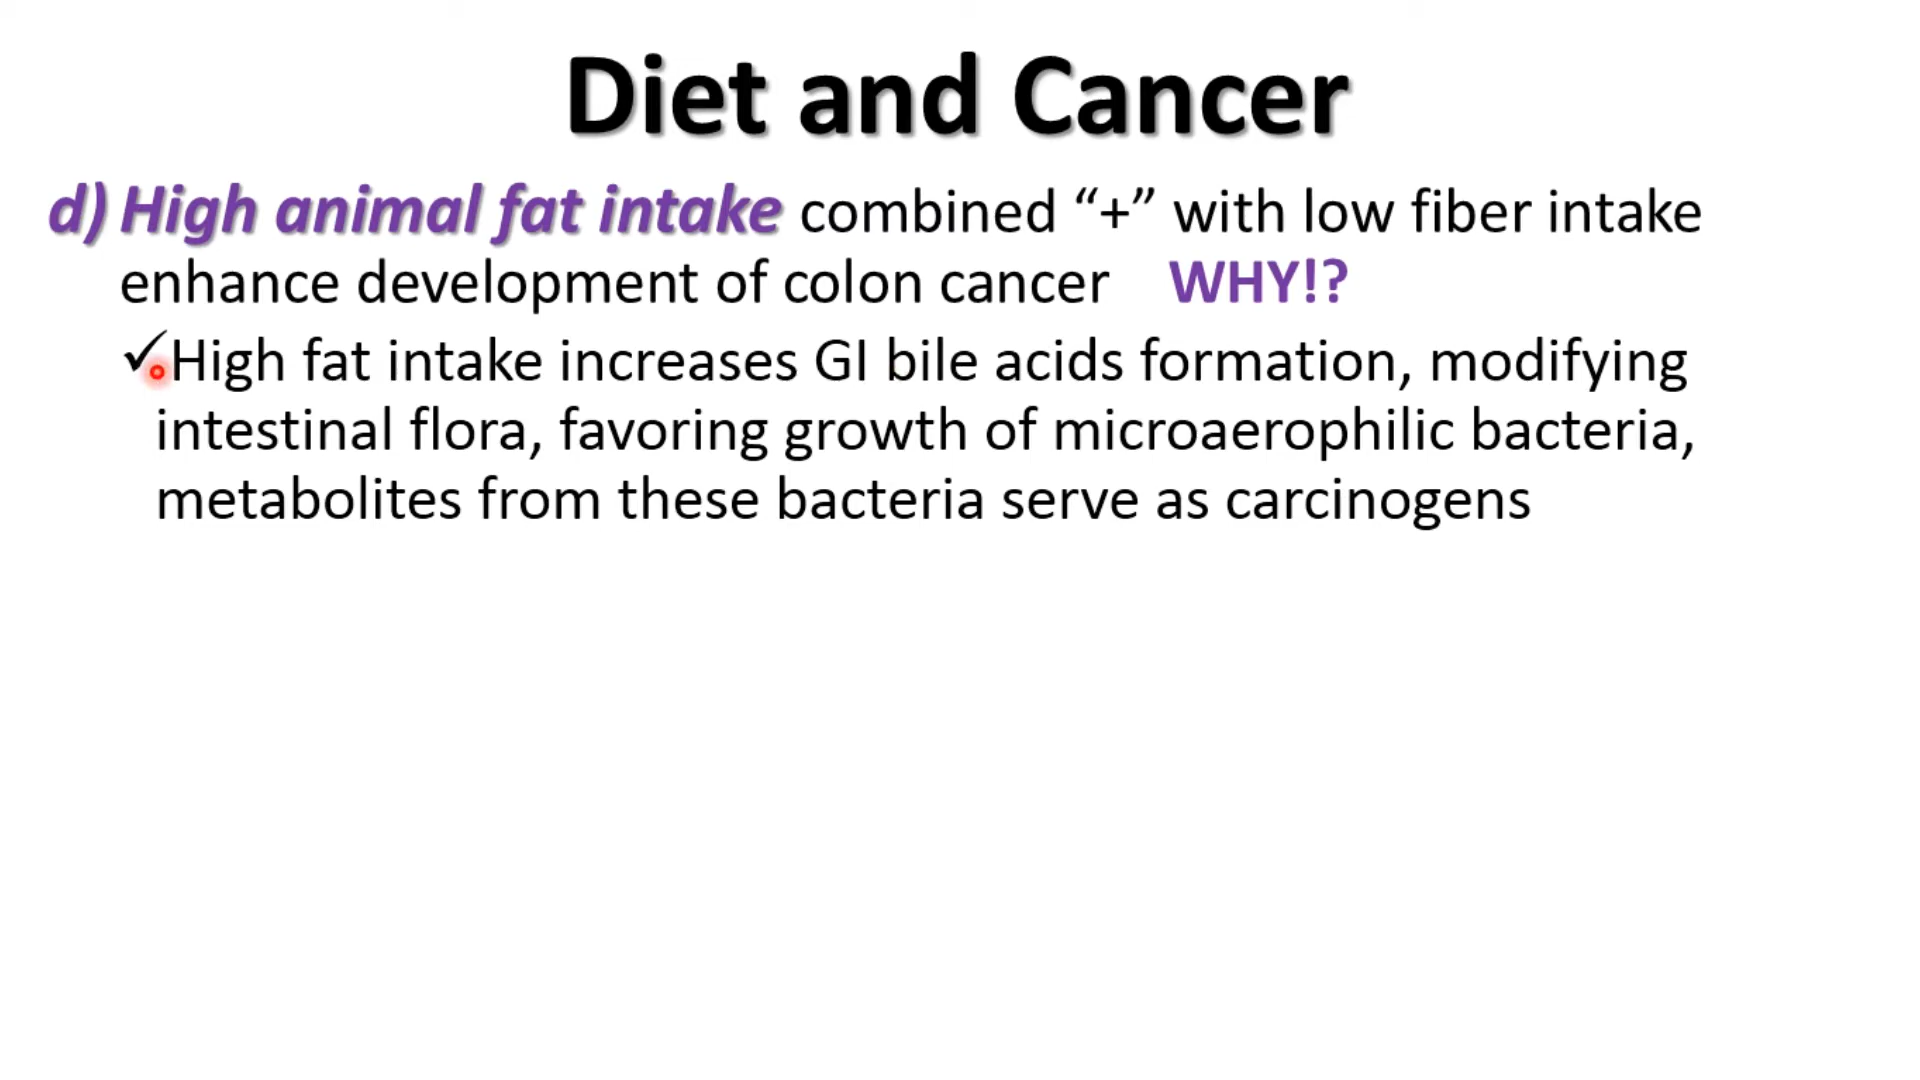 Diet and Cancer
d) High animal fat intake combined “+” with low fiber intake
enhance development of colon cancer WHY!?
✓High fat intake increases GI bile acids formation, modifying
intestinal flora, favoring growth of microaerophilic bacteria,
metabolites from these bacteria serve as carcinogens